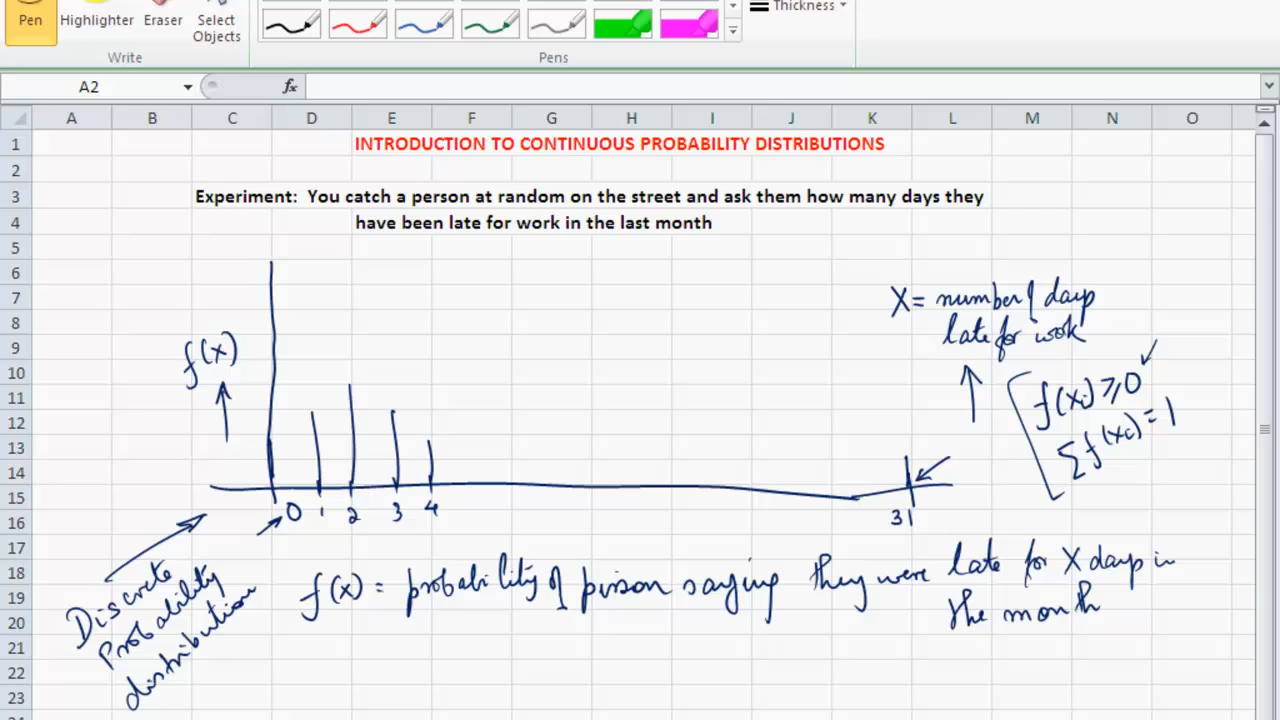 Pen
Highlighter
Eraser
Select
Objects
Thickness
Write
Pens
A2
fx
A B C D E F G H I J K L M N O
1 INTRODUCTION TO CONTINUOUS PROBABILITY DISTRIBUTIONS
2
3 Experiment: You catch a person at random on the street and ask them how many days they
4 have been late for work in the last month
5
6
7 X = number of days
8
9 f(x) late for work
10
11 f(xi) ≥ 0
12
13 Σ f(xi) = 1
14
15
0 1 2 3 4 31
16
17
18
19
20
21
22
23
Discrete
Probability
distribution
f(x) = probability of person saying they were late for X days in
the month